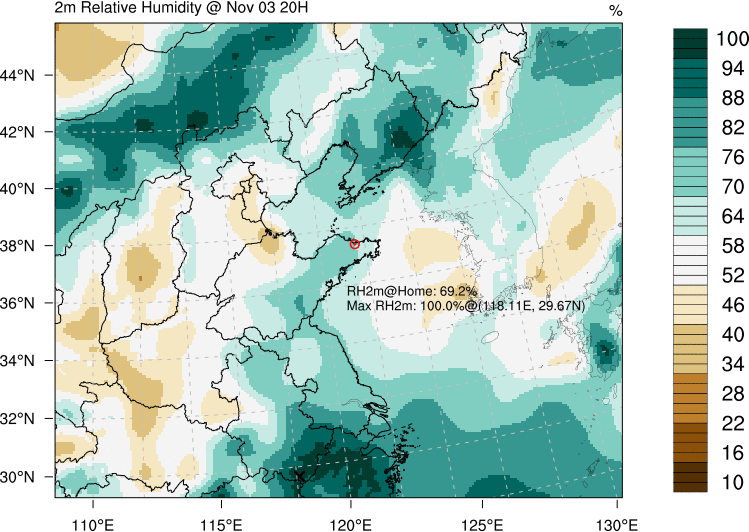 2m Relative Humidity @ Nov 03 20H
%
44°N
42°N
40°N
38°N
36°N
34°N
32°N
30°N
RH2m@Home: 69.2%
Max RH2m: 100.0%@(118.11E, 29.67N)
110°E
115°E
120°E
125°E
130°E
100
94
88
82
76
70
64
58
52
46
40
34
28
22
16
10